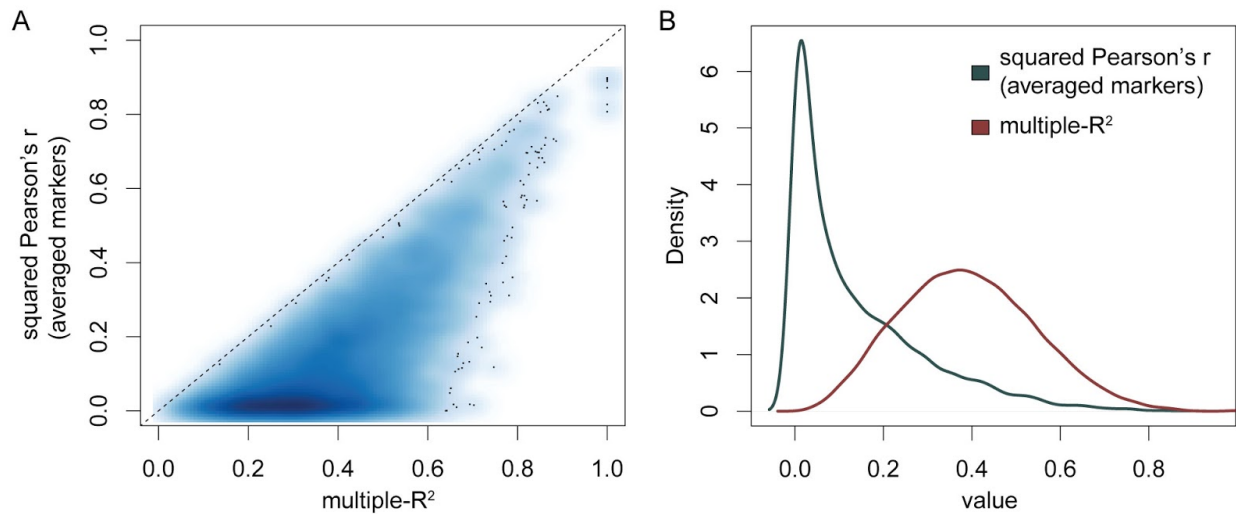 A
squared Pearson's r
(averaged markers)
1.0
0.8
0.6
0.4
0.2
0.0
0.0 0.2 0.4 0.6 0.8 1.0
multiple-R²
B
squared Pearson's r
(averaged markers)
multiple-R²
Density
6
5
4
3
2
1
0
0.0 0.2 0.4 0.6 0.8
value